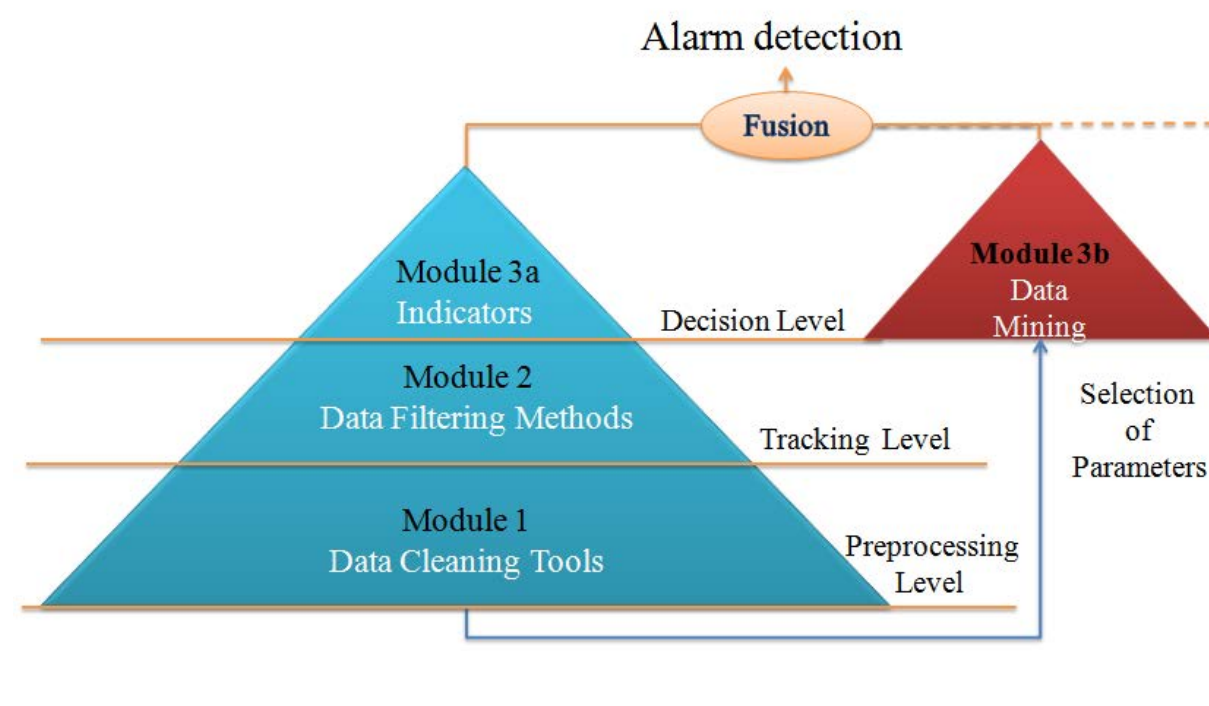 Alarm detection
Fusion
Module 3a
Indicators
Decision Level
Module 3b
Data
Mining
Module 2
Data Filtering Methods
Tracking Level
Selection
of
Parameters
Module 1
Data Cleaning Tools
Preprocessing
Level